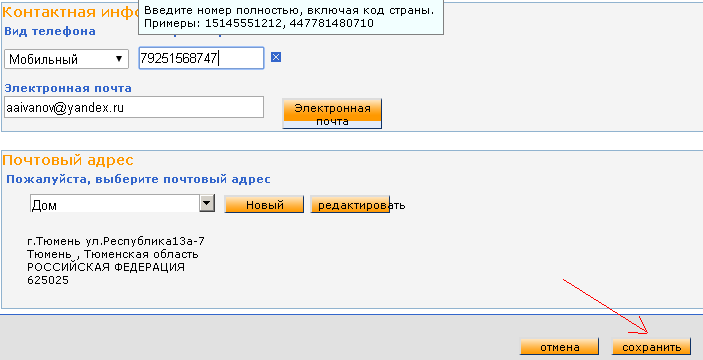 Контактная инфо
Введите номер полностью, включая код страны.
Примеры: 15145551212, 447781480710
Вид телефона
Мобильный 79251568747
Электронная почта
aaivanov@yandex.ru
Электронная
почта
Почтовый адрес
Пожалуйста, выберите почтовый адрес
Дом Новый редактировать
г.Тюмень ул.Республика13а-7
Тюмень , Тюменская область
РОССИЙСКАЯ ФЕДЕРАЦИЯ
625025
отмена сохранить